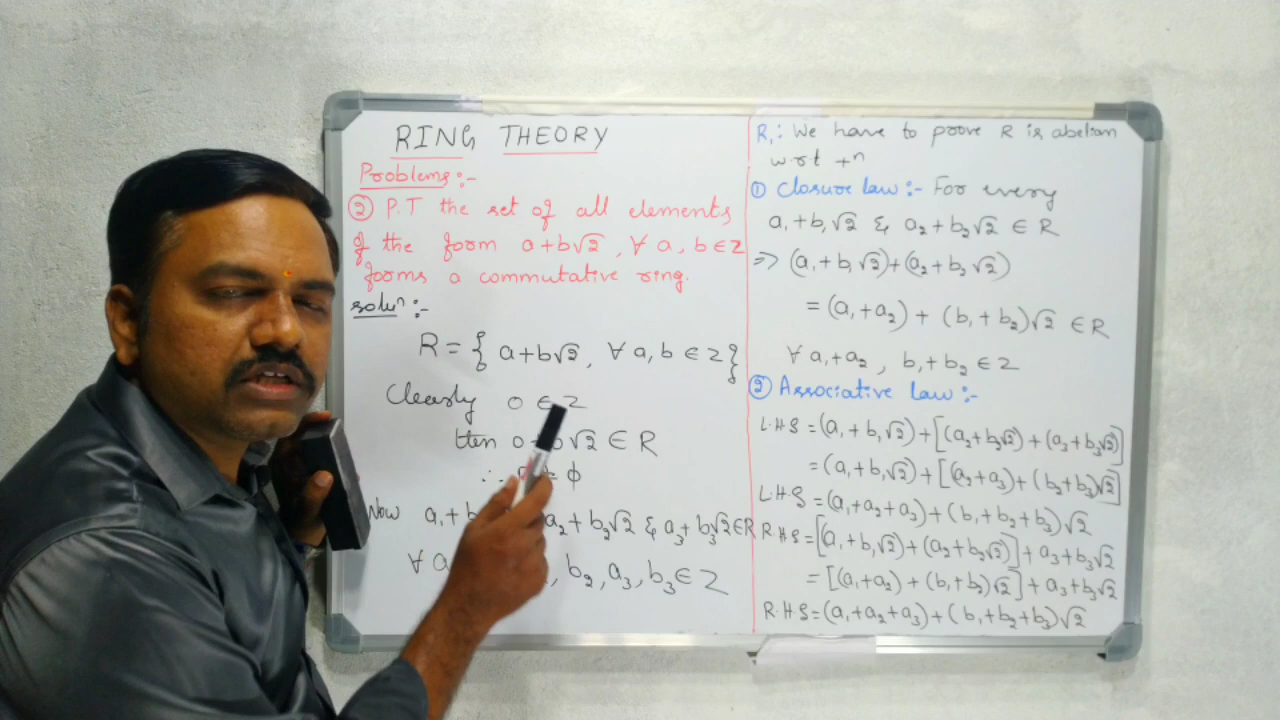 RING THEORY
Problems:-
② P.T the set of all elements
of the form a+b√2, ∀ a, b ∈ Z
forms a commutative ring.
soluⁿ:-
R = { a+b√2, ∀ a, b ∈ Z }
Clearly 0 ∈ Z
then 0+0√2 ∈ R
∴ ≠ ϕ
Now a₁+b a₂+b₂√2 & a₃+b₃√2 ∈ R
∀ a , b₂, a₃, b₃ ∈ Z
R₁: We have to prove R is abelian
w.r.t +ⁿ
① Closure law:- For every
a₁+b₁√2 & a₂+b₂√2 ∈ R
⇒ (a₁+b₁√2)+(a₂+b₂√2)
= (a₁+a₂) + (b₁+b₂)√2 ∈ R
∀ a₁+a₂, b₁+b₂ ∈ Z
② Associative law:-
L.H.S = (a₁+b₁√2)+[(a₂+b₂√2)+(a₃+b₃√2)]
= (a₁+b₁√2)+[(a₂+a₃)+(b₂+b₃)√2]
L.H.S = (a₁+a₂+a₃)+(b₁+b₂+b₃)√2
R.H.S = [(a₁+b₁√2)+(a₂+b₂√2)]+a₃+b₃√2
= [(a₁+a₂)+(b₁+b₂)√2]+a₃+b₃√2
R.H.S = (a₁+a₂+a₃)+(b₁+b₂+b₃)√2